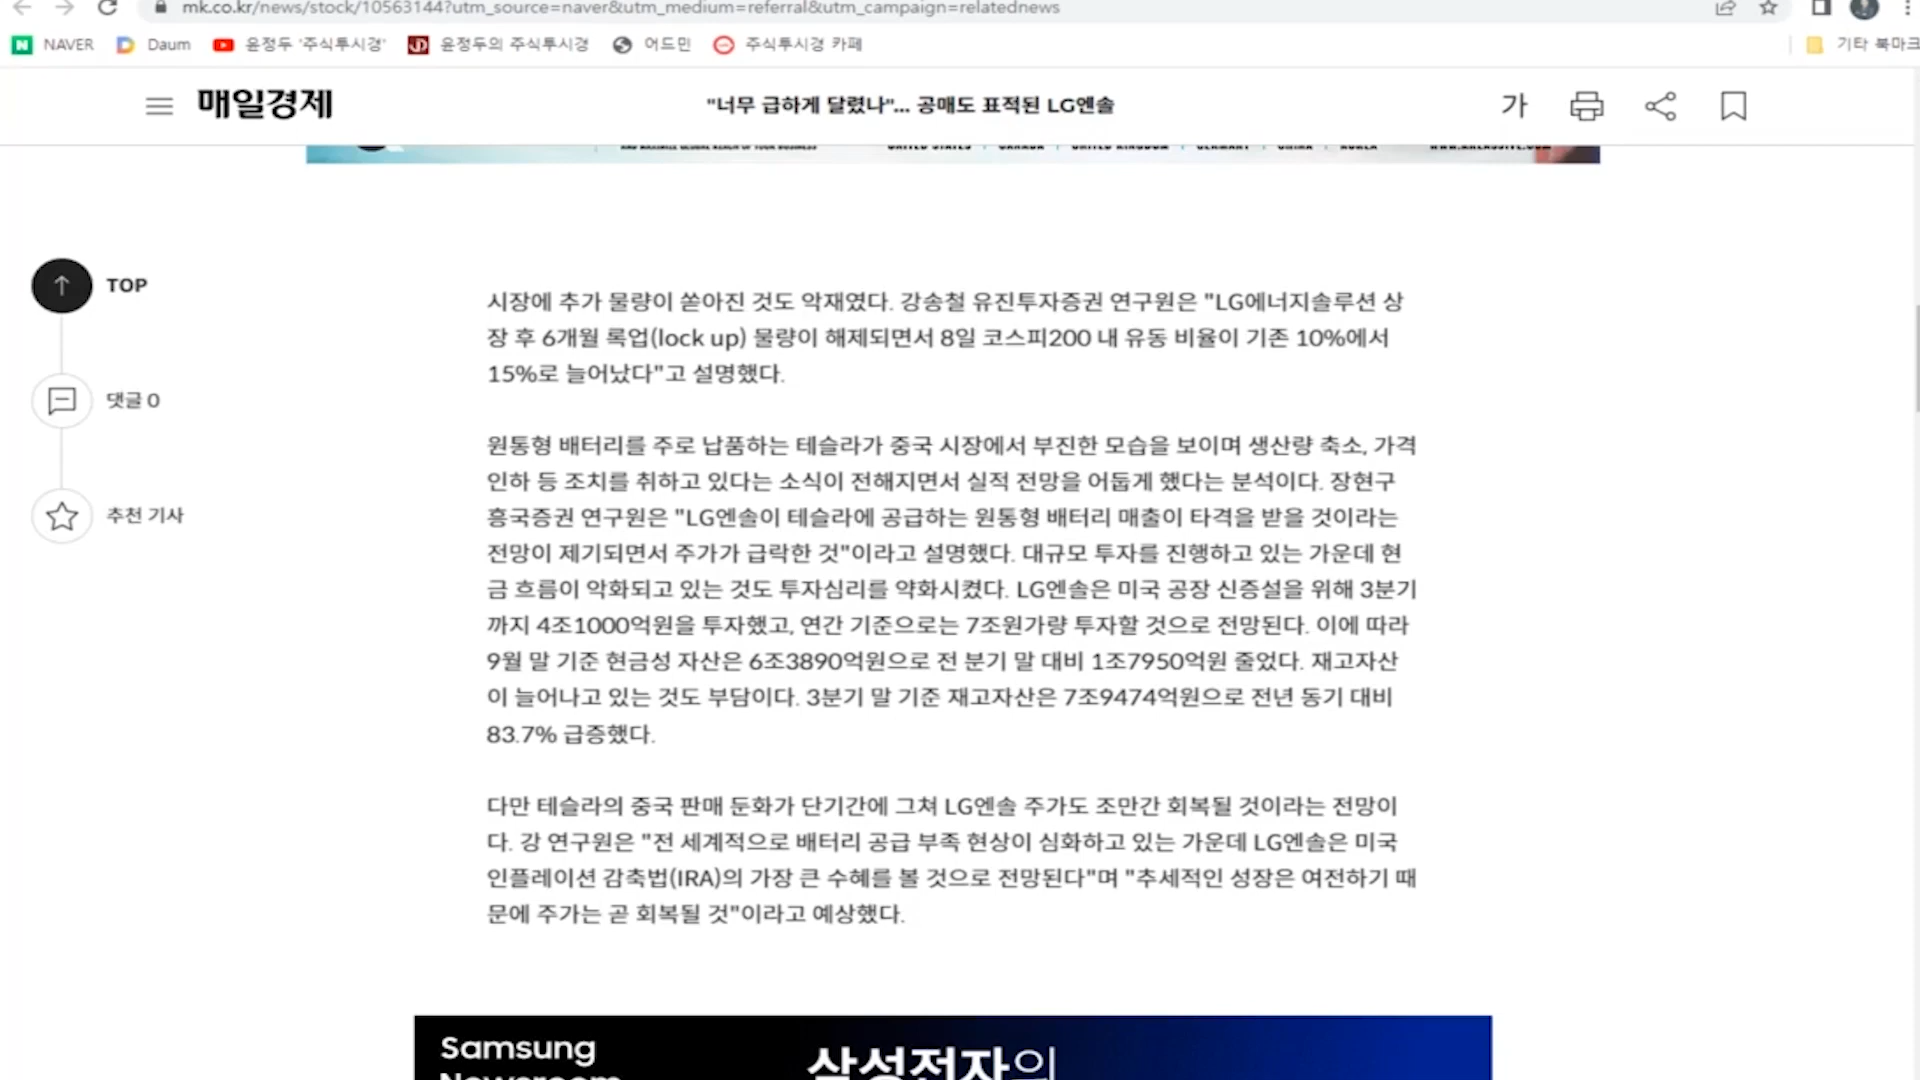 mk.co.kr/news/stock/10563144?utm_source=naver&utm_medium=referral&utm_campaign=relatednews
NAVER Daum 윤정두 '주식투시경' 윤정두의 주식투시경 어드민 주식투시경 카페 기타 북마크
매일경제 "너무 급하게 달렸나"... 공매도 표적된 LG엔솔 가
UNITED STATES CANADA UNITED KINGDOM GERMANY CHINA KOREA
TOP
댓글 0
추천 기사
시장에 추가 물량이 쏟아진 것도 악재였다. 강송철 유진투자증권 연구원은 "LG에너지솔루션 상
장 후 6개월 록업(lock up) 물량이 해제되면서 8일 코스피200 내 유동 비율이 기존 10%에서
15%로 늘어났다"고 설명했다.
원통형 배터리를 주로 납품하는 테슬라가 중국 시장에서 부진한 모습을 보이며 생산량 축소, 가격
인하 등 조치를 취하고 있다는 소식이 전해지면서 실적 전망을 어둡게 했다는 분석이다. 장현구
흥국증권 연구원은 "LG엔솔이 테슬라에 공급하는 원통형 배터리 매출이 타격을 받을 것이라는
전망이 제기되면서 주가가 급락한 것"이라고 설명했다. 대규모 투자를 진행하고 있는 가운데 현
금 흐름이 악화되고 있는 것도 투자심리를 약화시켰다. LG엔솔은 미국 공장 신증설을 위해 3분기
까지 4조1000억원을 투자했고, 연간 기준으로는 7조원가량 투자할 것으로 전망된다. 이에 따라
9월 말 기준 현금성 자산은 6조3890억원으로 전 분기 말 대비 1조7950억원 줄었다. 재고자산
이 늘어나고 있는 것도 부담이다. 3분기 말 기준 재고자산은 7조9474억원으로 전년 동기 대비
83.7% 급증했다.
다만 테슬라의 중국 판매 둔화가 단기간에 그쳐 LG엔솔 주가도 조만간 회복될 것이라는 전망이
다. 강 연구원은 "전 세계적으로 배터리 공급 부족 현상이 심화하고 있는 가운데 LG엔솔은 미국
인플레이션 감축법(IRA)의 가장 큰 수혜를 볼 것으로 전망된다"며 "추세적인 성장은 여전하기 때
문에 주가는 곧 회복될 것"이라고 예상했다.
Samsung
Newsroom
삼성전자의